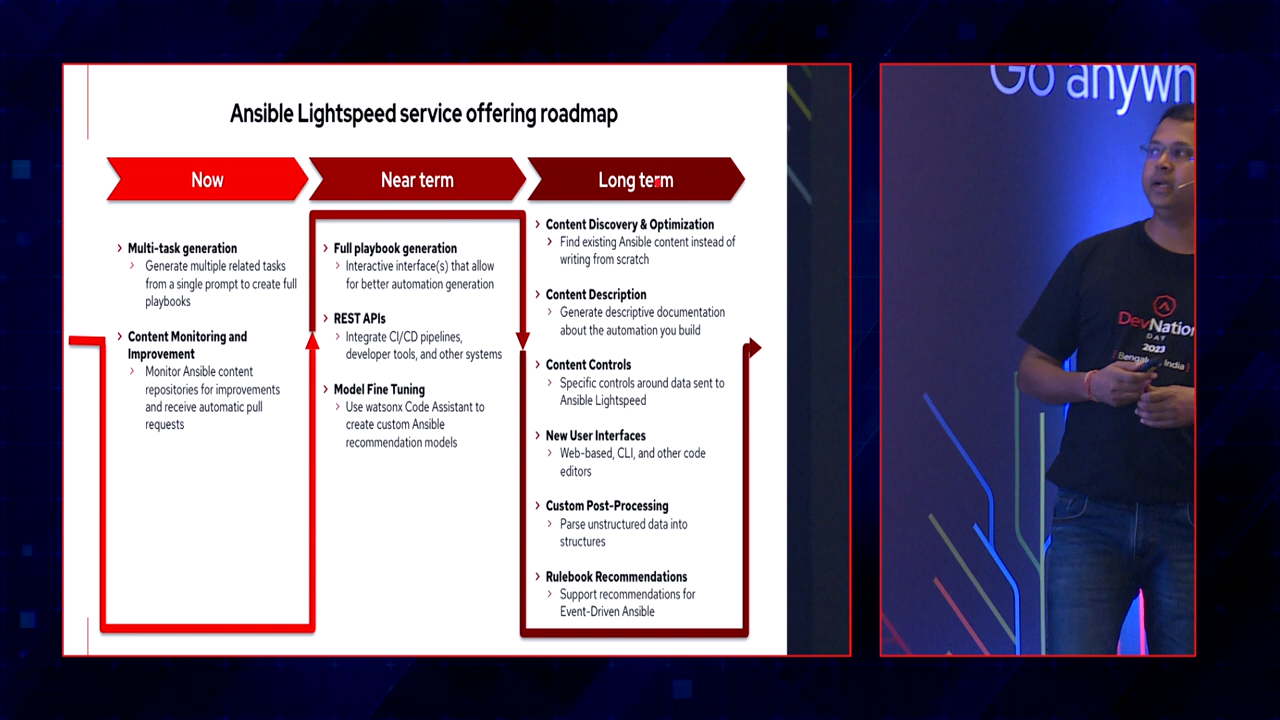 Ansible Lightspeed service offering roadmap
Now
Near term
Long term
Multi-task generation
Generate multiple related tasks
from a single prompt to create full
playbooks
Content Monitoring and
Improvement
Monitor Ansible content
repositories for improvements
and receive automatic pull
requests
Full playbook generation
Interactive interface(s) that allow
for better automation generation
REST APIs
Integrate CI/CD pipelines,
developer tools, and other systems
Model Fine Tuning
Use watsonx Code Assistant to
create custom Ansible
recommendation models
Content Discovery & Optimization
Find existing Ansible content instead of
writing from scratch
Content Description
Generate descriptive documentation
about the automation you build
Content Controls
Specific controls around data sent to
Ansible Lightspeed
New User Interfaces
Web-based, CLI, and other code
editors
Custom Post-Processing
Parse unstructured data into
structures
Rulebook Recommendations
Support recommendations for
Event-Driven Ansible
Go anywh
DevNation
DAY
2023
India